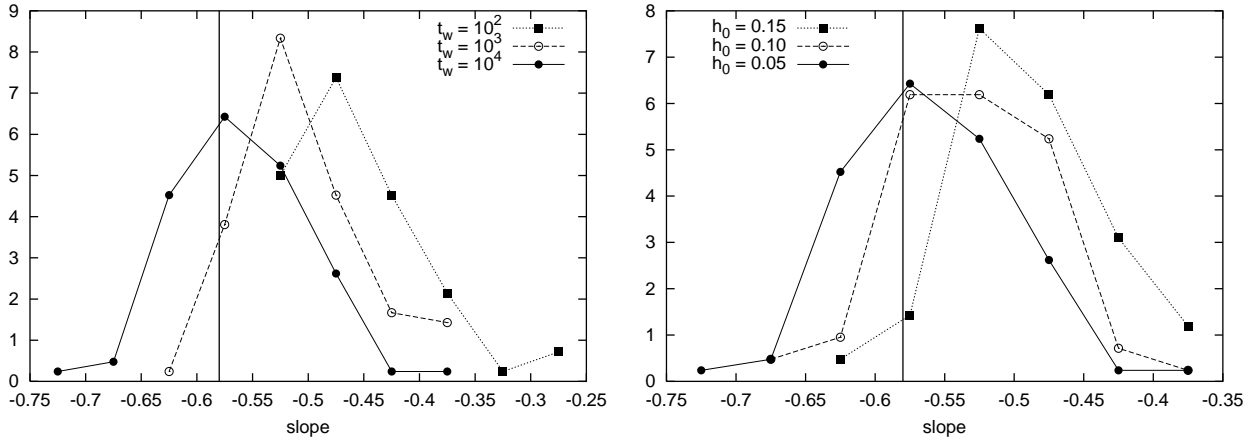 9
8
7
6
5
4
3
2
1
0
-0.75 -0.7 -0.65 -0.6 -0.55 -0.5 -0.45 -0.4 -0.35 -0.3 -0.25
slope
t_w = 10^2
t_w = 10^3
t_w = 10^4
8
7
6
5
4
3
2
1
0
-0.75 -0.7 -0.65 -0.6 -0.55 -0.5 -0.45 -0.4 -0.35
slope
h_0 = 0.15
h_0 = 0.10
h_0 = 0.05